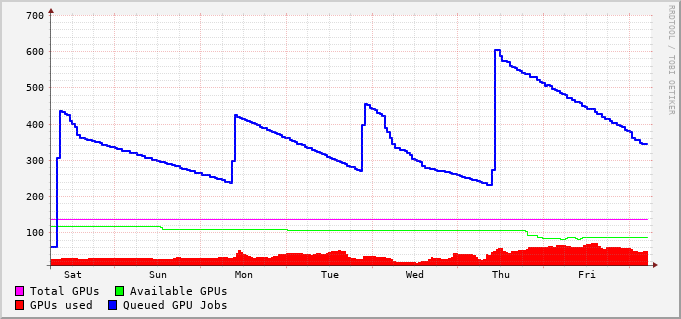 700
600
500
400
300
200
100
Sat Sun Mon Tue Wed Thu Fri
Total GPUs Available GPUs
GPUs used Queued GPU Jobs
RRDTOOL / TOBI OETIKER